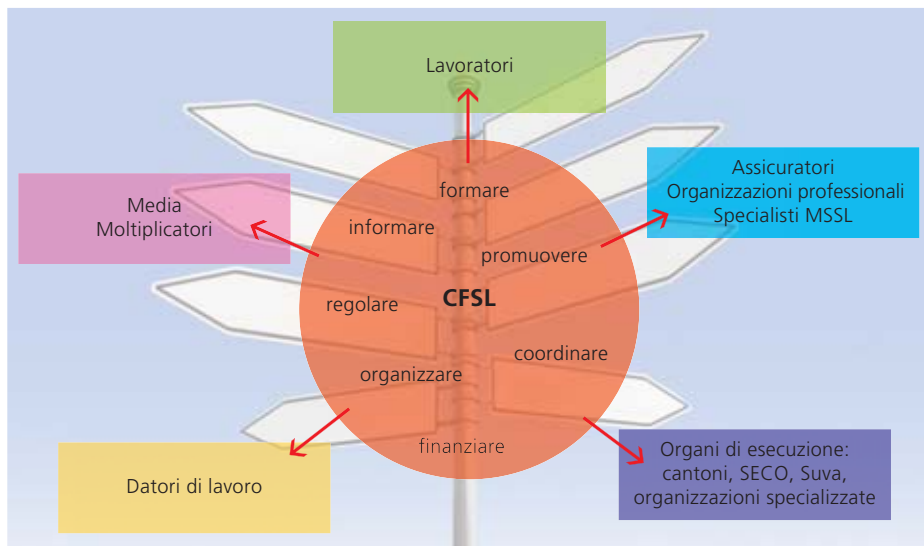 Lavoratori
formare
Media
Moltiplicatori
informare
Assicuratori
Organizzazioni professionali
Specialisti MSSL
promuovere
CFSL
regolare
coordinare
organizzare
finanziare
Datori di lavoro
Organi di esecuzione:
cantoni, SECO, Suva,
organizzazioni specializzate